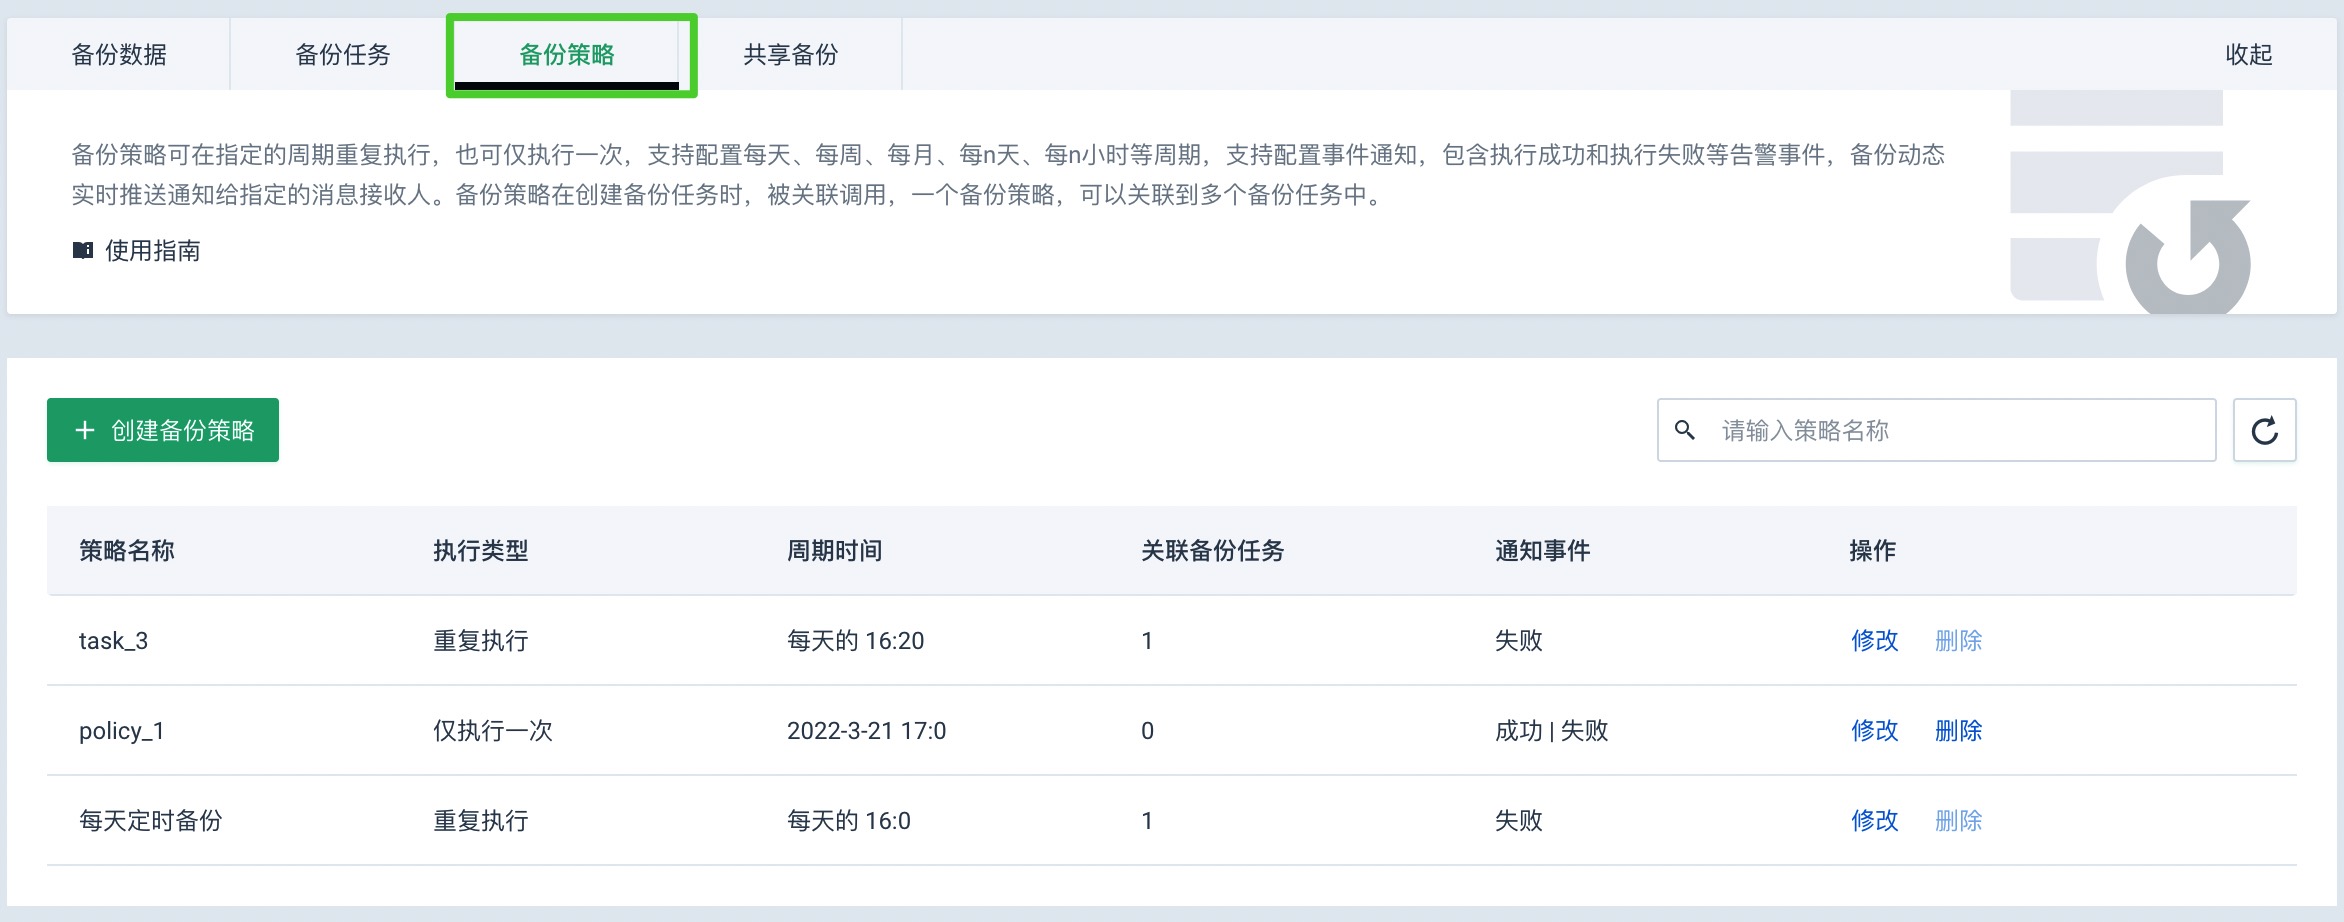 备份数据 备份任务 备份策略 共享备份 收起
备份策略可在指定的周期重复执行，也可仅执行一次，支持配置每天、每周、每月、每n天、每n小时等周期，支持配置事件通知，包含执行成功和执行失败等告警事件，备份动态
实时推送通知给指定的消息接收人。备份策略在创建备份任务时，被关联调用，一个备份策略，可以关联到多个备份任务中。
使用指南
+ 创建备份策略 请输入策略名称
策略名称 执行类型 周期时间 关联备份任务 通知事件 操作
task_3 重复执行 每天的 16:20 1 失败 修改 删除
policy_1 仅执行一次 2022-3-21 17:0 0 成功 | 失败 修改 删除
每天定时备份 重复执行 每天的 16:0 1 失败 修改 删除